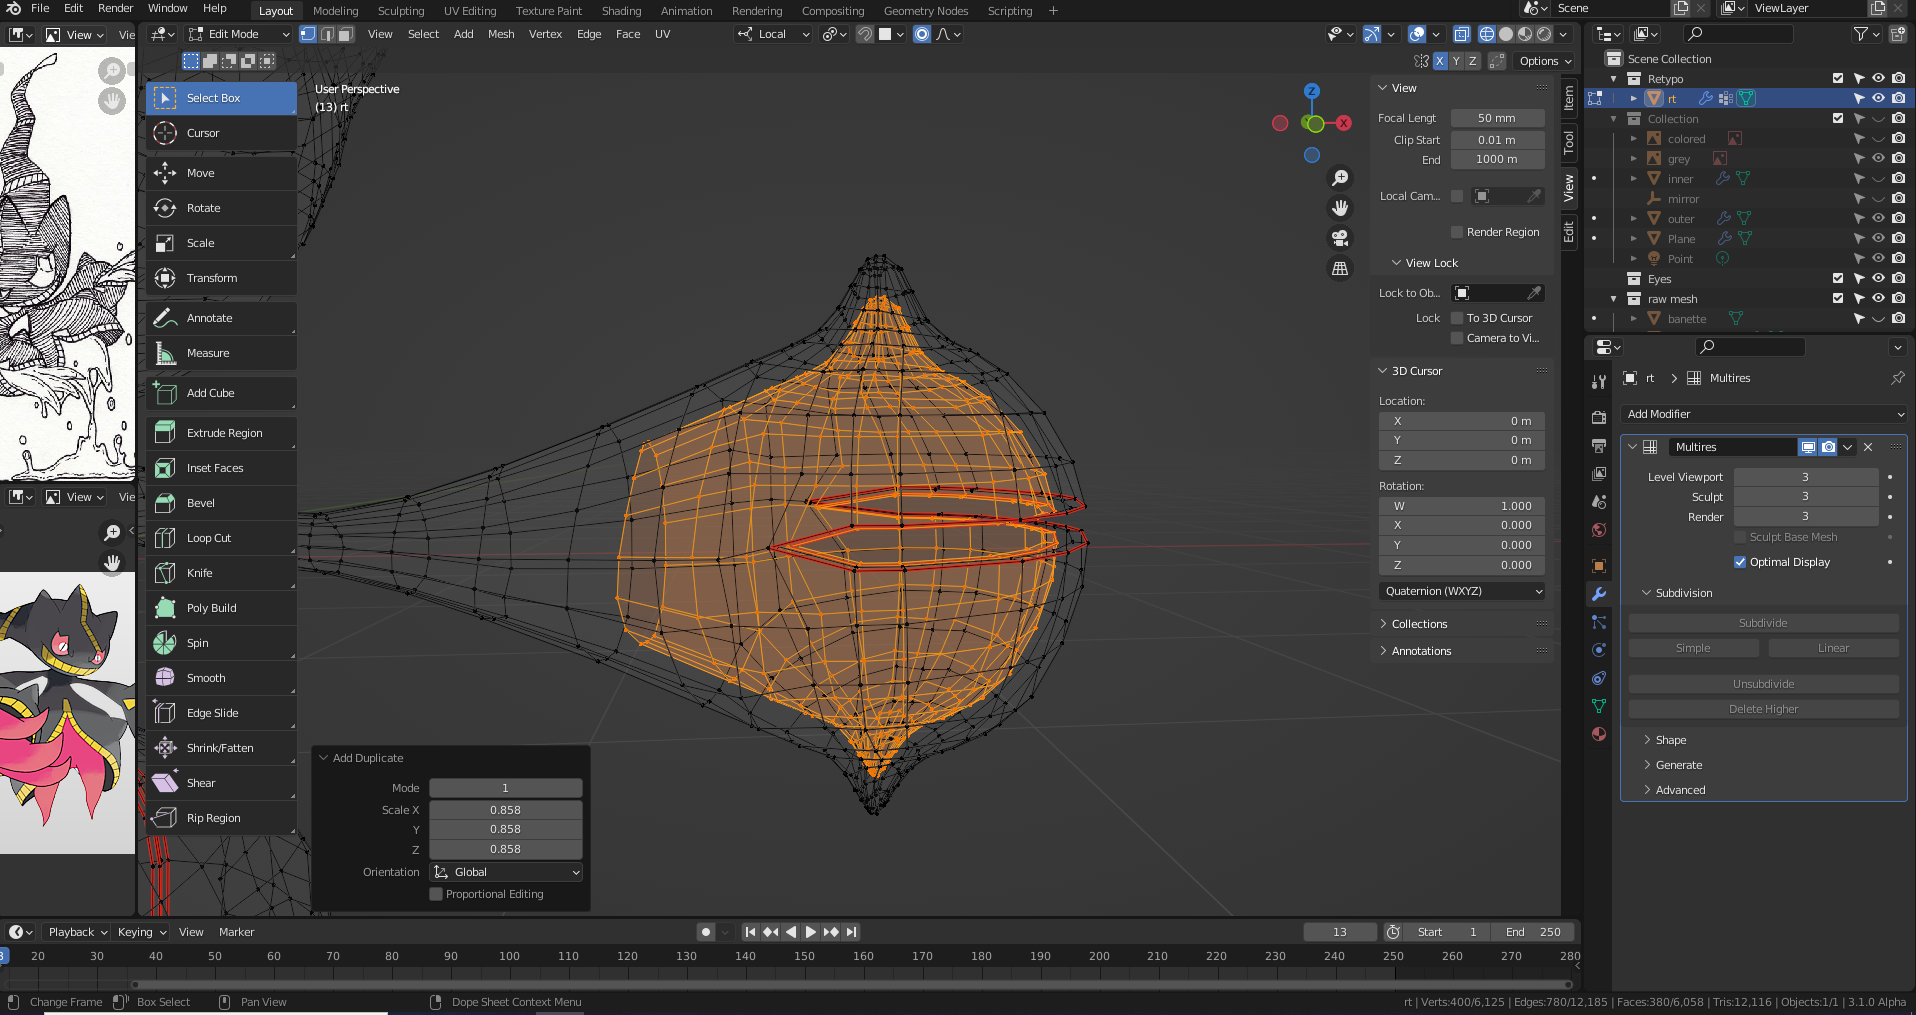 File Edit Render Window Help Layout Modeling Sculpting UV Editing Texture Paint Shading Animation Rendering Compositing Geometry Nodes Scripting + Scene ViewLayer
View Vie Edit Mode View Select Add Mesh Vertex Edge Face UV Local
X Y Z Options
Select Box
Cursor
Move
Rotate
Scale
Transform
Annotate
Measure
Add Cube
Extrude Region
Inset Faces
Bevel
Loop Cut
Knife
Poly Build
Spin
Smooth
Edge Slide
Shrink/Fatten
Shear
Rip Region
View Vie
User Perspective
(13) rt
Z
X
View
Focal Lengt 50 mm
Clip Start 0.01 m
End 1000 m
Local Cam...
Render Region
View Lock
Lock to Ob...
Lock To 3D Cursor
Camera to Vi...
3D Cursor
Location:
X 0 m
Y 0 m
Z 0 m
Rotation:
W 1.000
X 0.000
Y 0.000
Z 0.000
Quaternion (WXYZ)
Collections
Annotations
Item
Tool
View
Edit
Scene Collection
Retypo
rt
Collection
colored
grey
inner
mirror
outer
Plane
Point
Eyes
raw mesh
banette
rt Multires
Add Modifier
Multires
Level Viewport 3
Sculpt 3
Render 3
Sculpt Base Mesh
Optimal Display
Subdivision
Subdivide
Simple Linear
Unsubdivide
Delete Higher
Shape
Generate
Advanced
Add Duplicate
Mode 1
Scale X 0.858
Y 0.858
Z 0.858
Orientation Global
Proportional Editing
Playback Keying View Marker 13 Start 1 End 250
20 30 40 50 60 70 80 90 100 110 120 130 140 150 160 170 180 190 200 210 220 230 240 250 260 270 280
Change Frame Box Select Pan View Dope Sheet Context Menu rt | Verts:400/6,125 | Edges:780/12,185 | Faces:380/6,058 | Tris:12,116 | Objects:1/1 | 3.1.0 Alpha